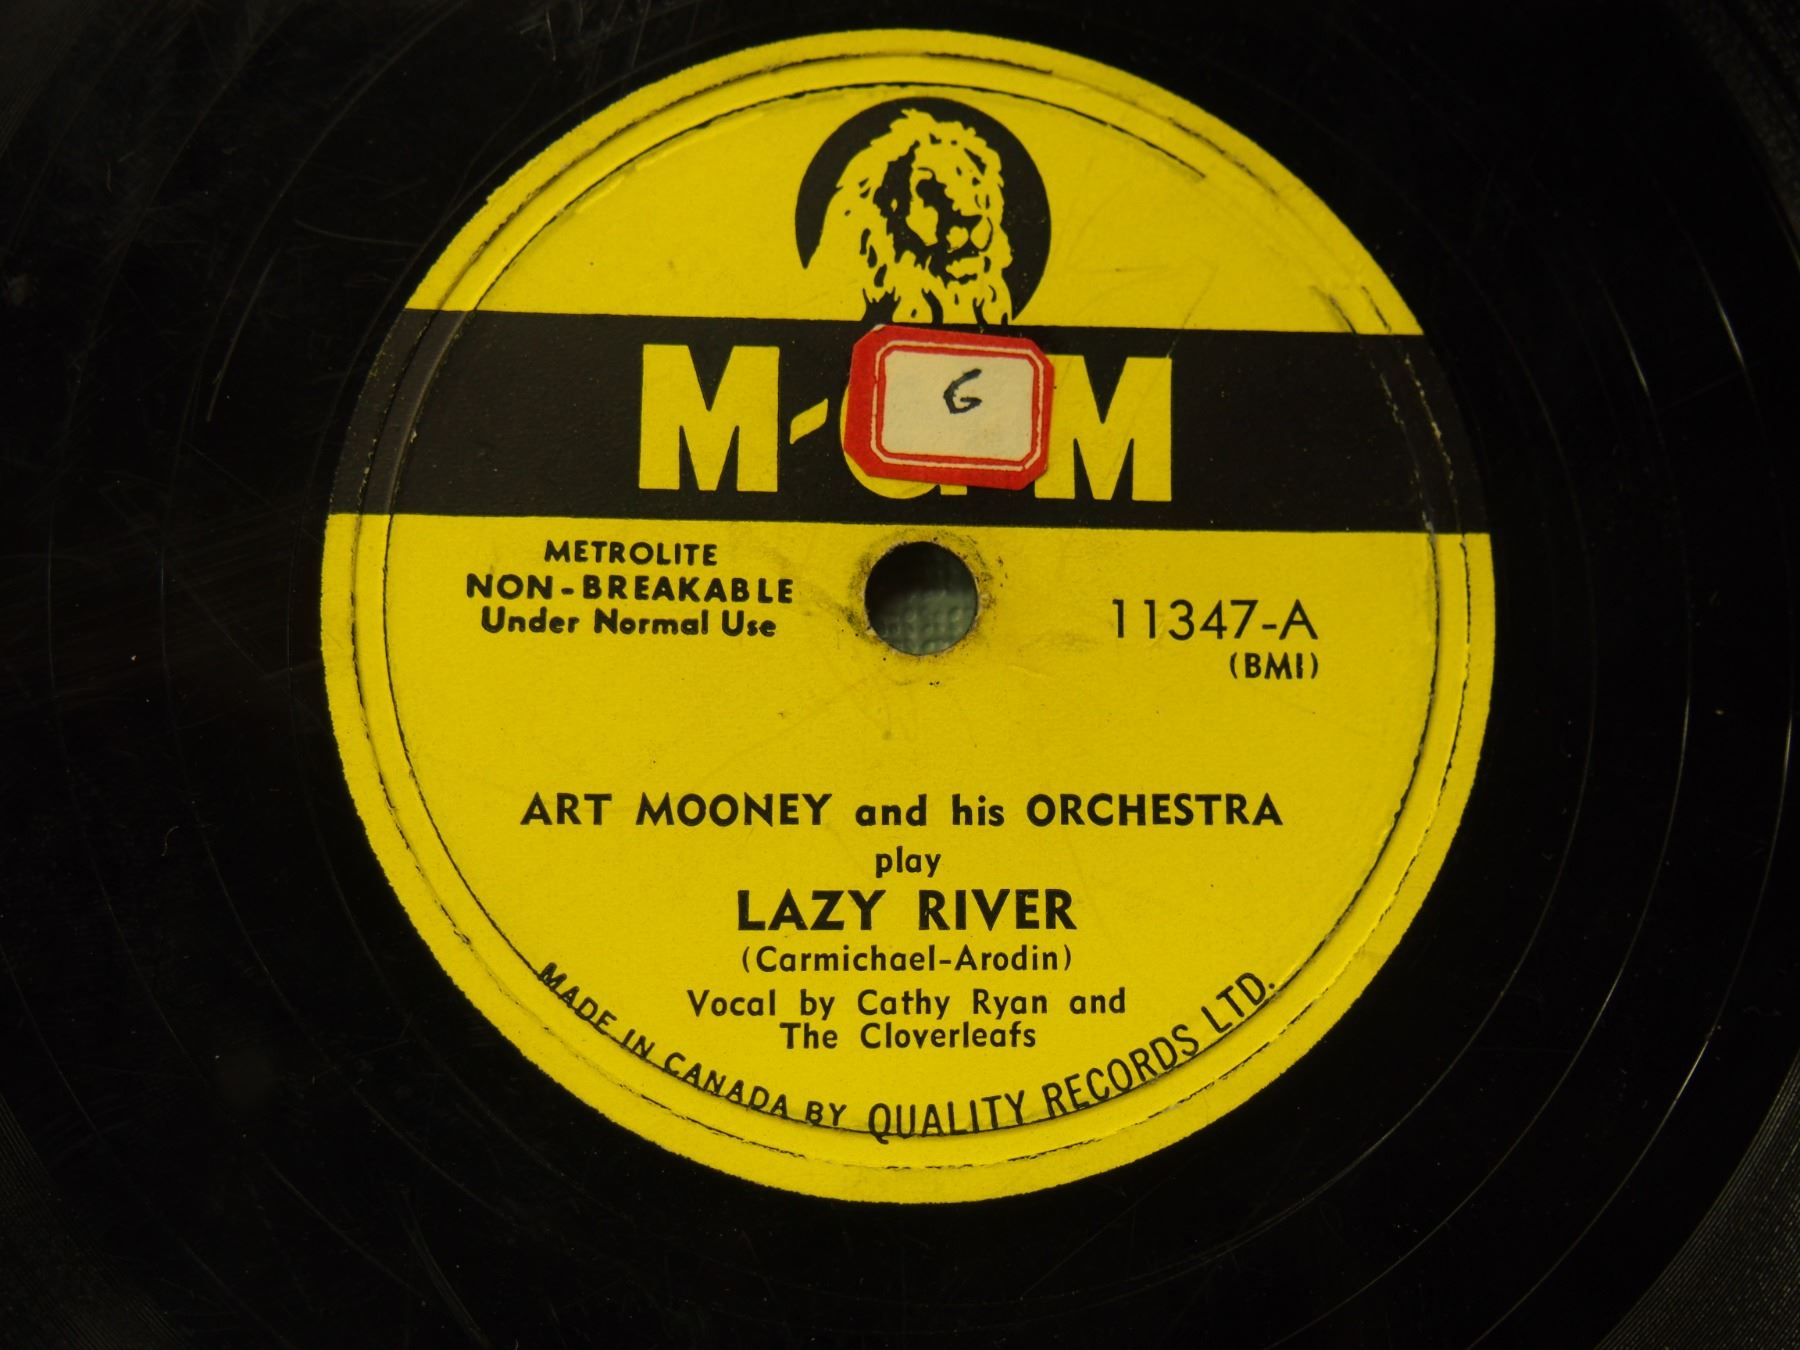 M-G-M
6
METROLITE
NON-BREAKABLE
Under Normal Use
11347-A
(BMI)
ART MOONEY and his ORCHESTRA
play
LAZY RIVER
(Carmichael-Arodin)
Vocal by Cathy Ryan and
The Cloverleafs
MADE IN CANADA BY QUALITY RECORDS LTD.